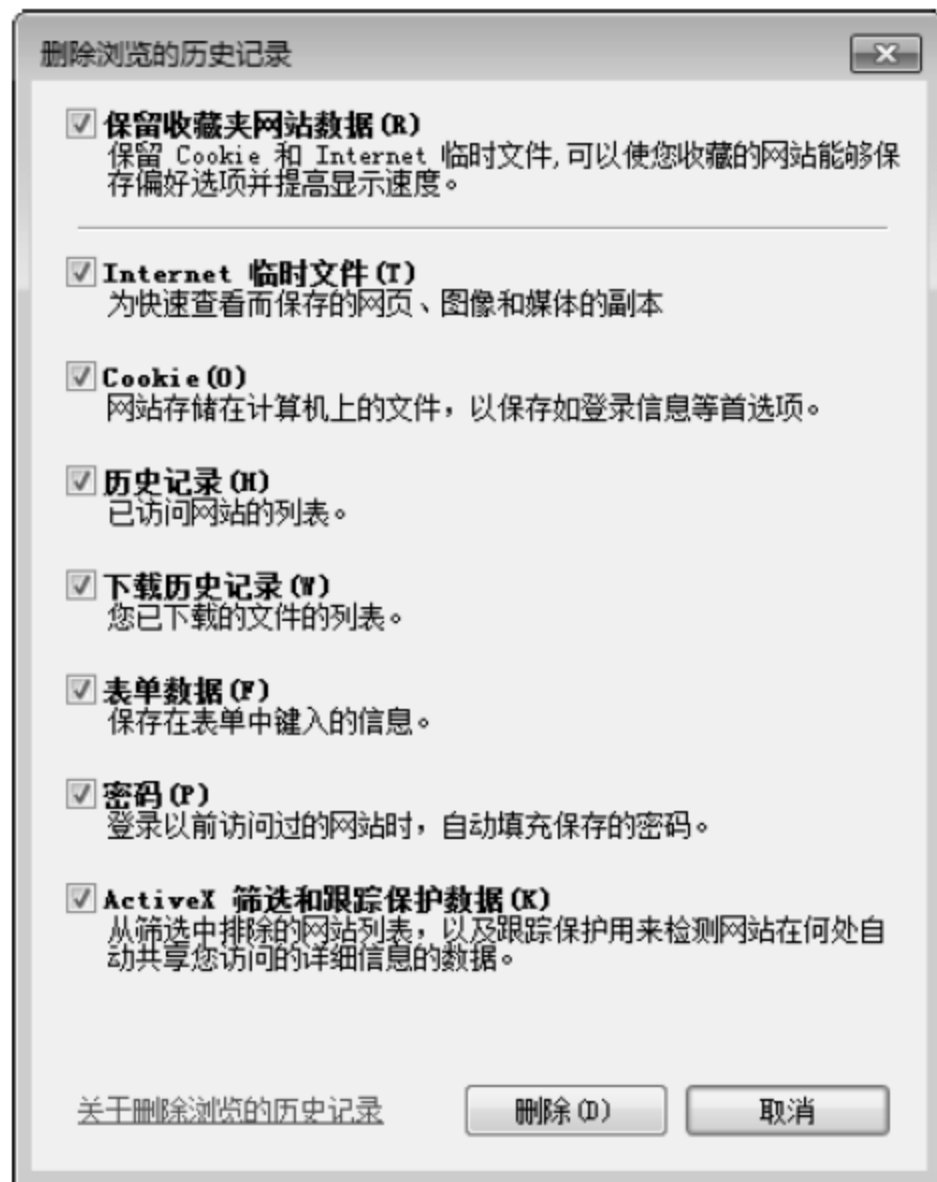 删除浏览的历史记录
保留收藏夹网站数据(R)
保留 Cookie 和 Internet 临时文件,可以使您收藏的网站能够保
存偏好选项并提高显示速度。
Internet 临时文件(T)
为快速查看而保存的网页、图像和媒体的副本
Cookie(O)
网站存储在计算机上的文件，以保存如登录信息等首选项。
历史记录(H)
已访问网站的列表。
下载历史记录(W)
您已下载的文件的列表。
表单数据(F)
保存在表单中键入的信息。
密码(P)
登录以前访问过的网站时，自动填充保存的密码。
ActiveX 筛选和跟踪保护数据(K)
从筛选中排除的网站列表，以及跟踪保护用来检测网站在何处自
动共享您访问的详细信息的数据。
关于删除浏览的历史记录
删除(D)
取消